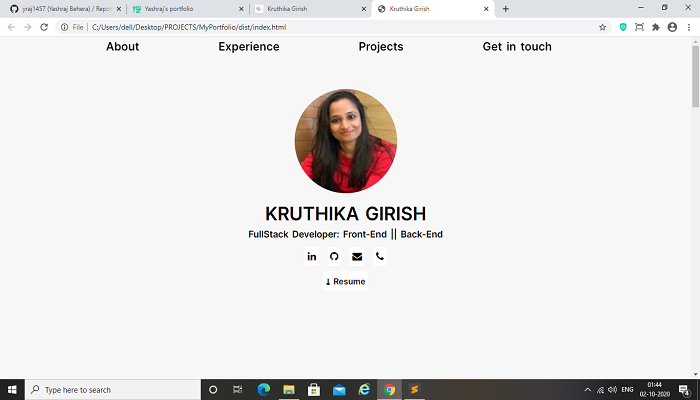 yraj1457 (Yashraj Behera) / Repo
Yashraj's portfolio
Kruthika Girish
Kruthika Girish
File | C:/Users/dell/Desktop/PROJECTS/MyPortfolio/dist/index.html
About Experience Projects Get in touch
KRUTHIKA GIRISH
FullStack Developer: Front-End || Back-End
in
Resume
Type here to search
ENG
01:44
02-10-2020
4